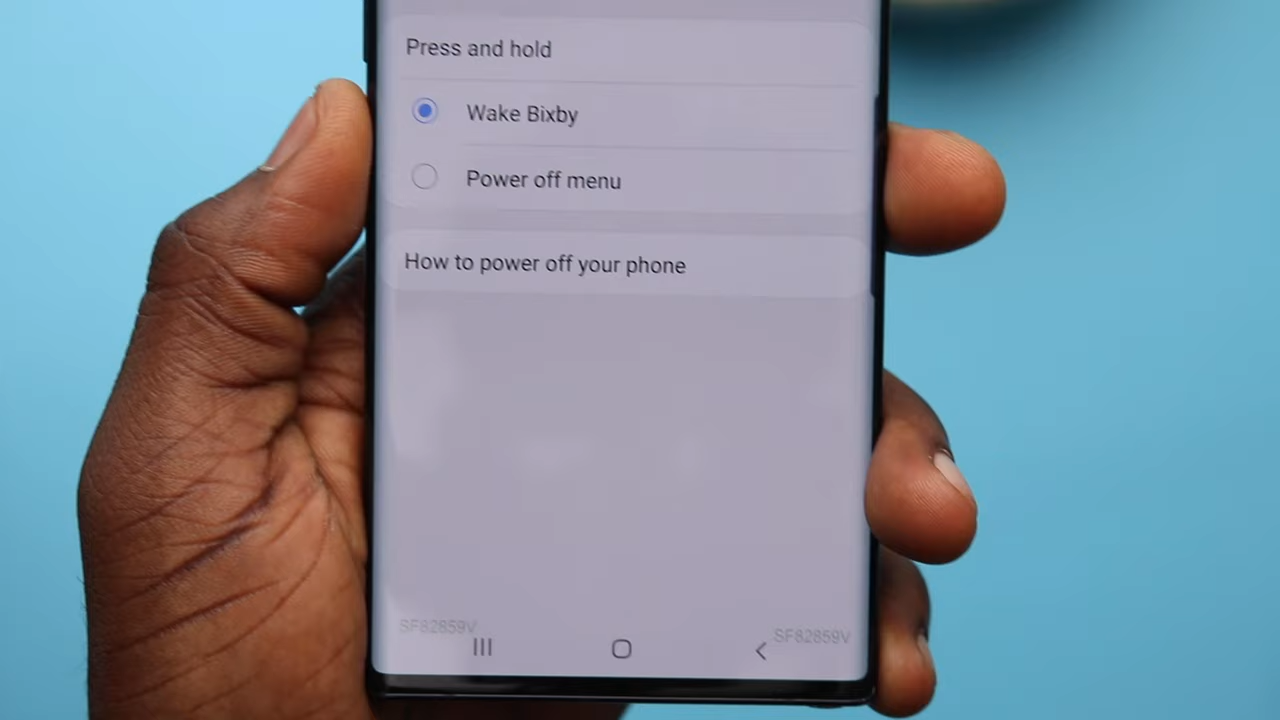 Press and hold
Wake Bixby
Power off menu
How to power off your phone
SF82859V
SF82859V